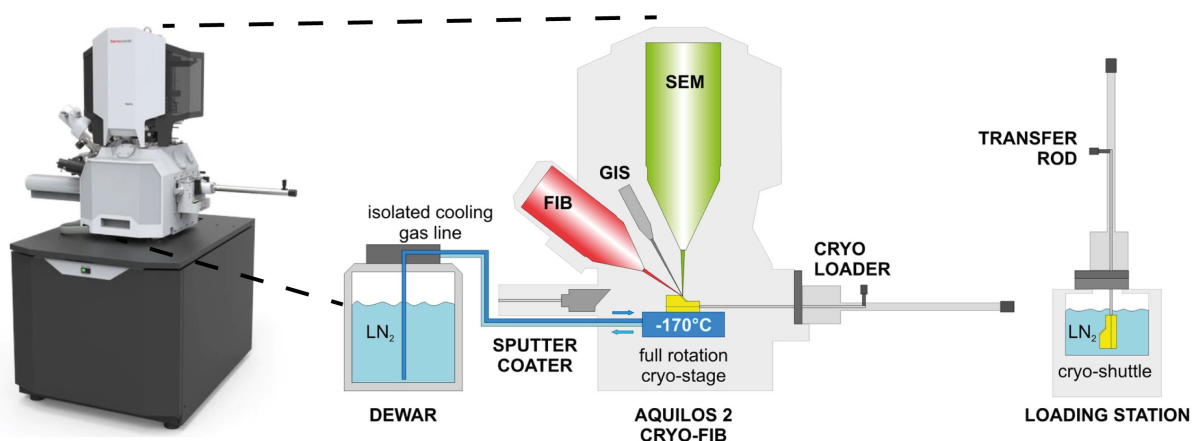 SEM
GIS
FIB
isolated cooling
gas line
LN₂
SPUTTER
COATER
DEWAR
-170°C
full rotation
cryo-stage
AQUILOS 2
CRYO-FIB
CRYO
LOADER
TRANSFER
ROD
LN₂
cryo-shuttle
LOADING STATION